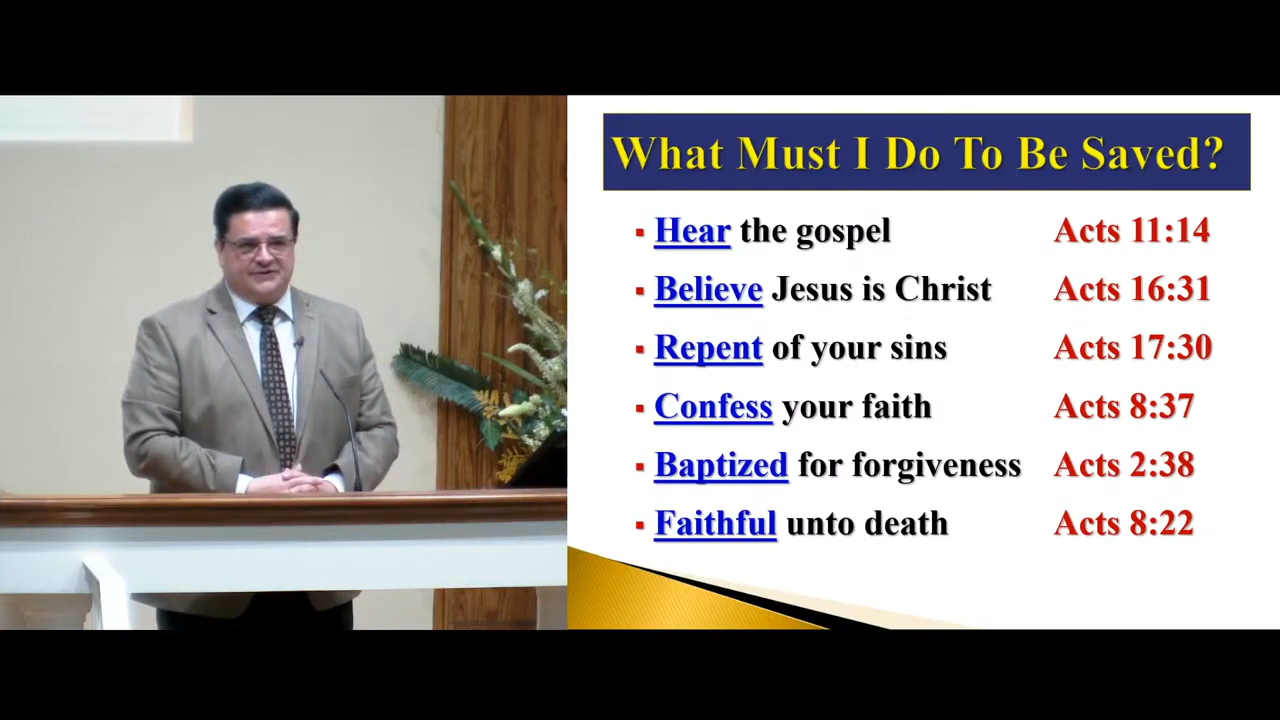 What Must I Do To Be Saved?
▪ Hear the gospel Acts 11:14
▪ Believe Jesus is Christ Acts 16:31
▪ Repent of your sins Acts 17:30
▪ Confess your faith Acts 8:37
▪ Baptized for forgiveness Acts 2:38
▪ Faithful unto death Acts 8:22